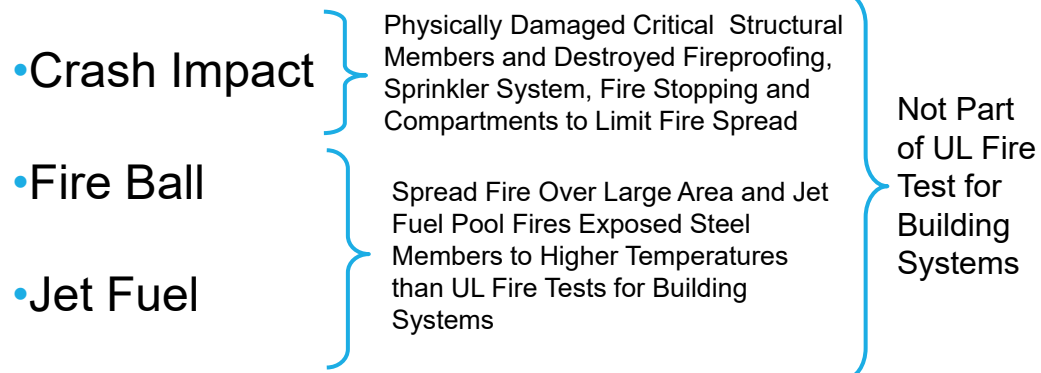 •Crash Impact
Physically Damaged Critical Structural
Members and Destroyed Fireproofing,
Sprinkler System, Fire Stopping and
Compartments to Limit Fire Spread
•Fire Ball
•Jet Fuel
Spread Fire Over Large Area and Jet
Fuel Pool Fires Exposed Steel
Members to Higher Temperatures
than UL Fire Tests for Building
Systems
Not Part
of UL Fire
Test for
Building
Systems